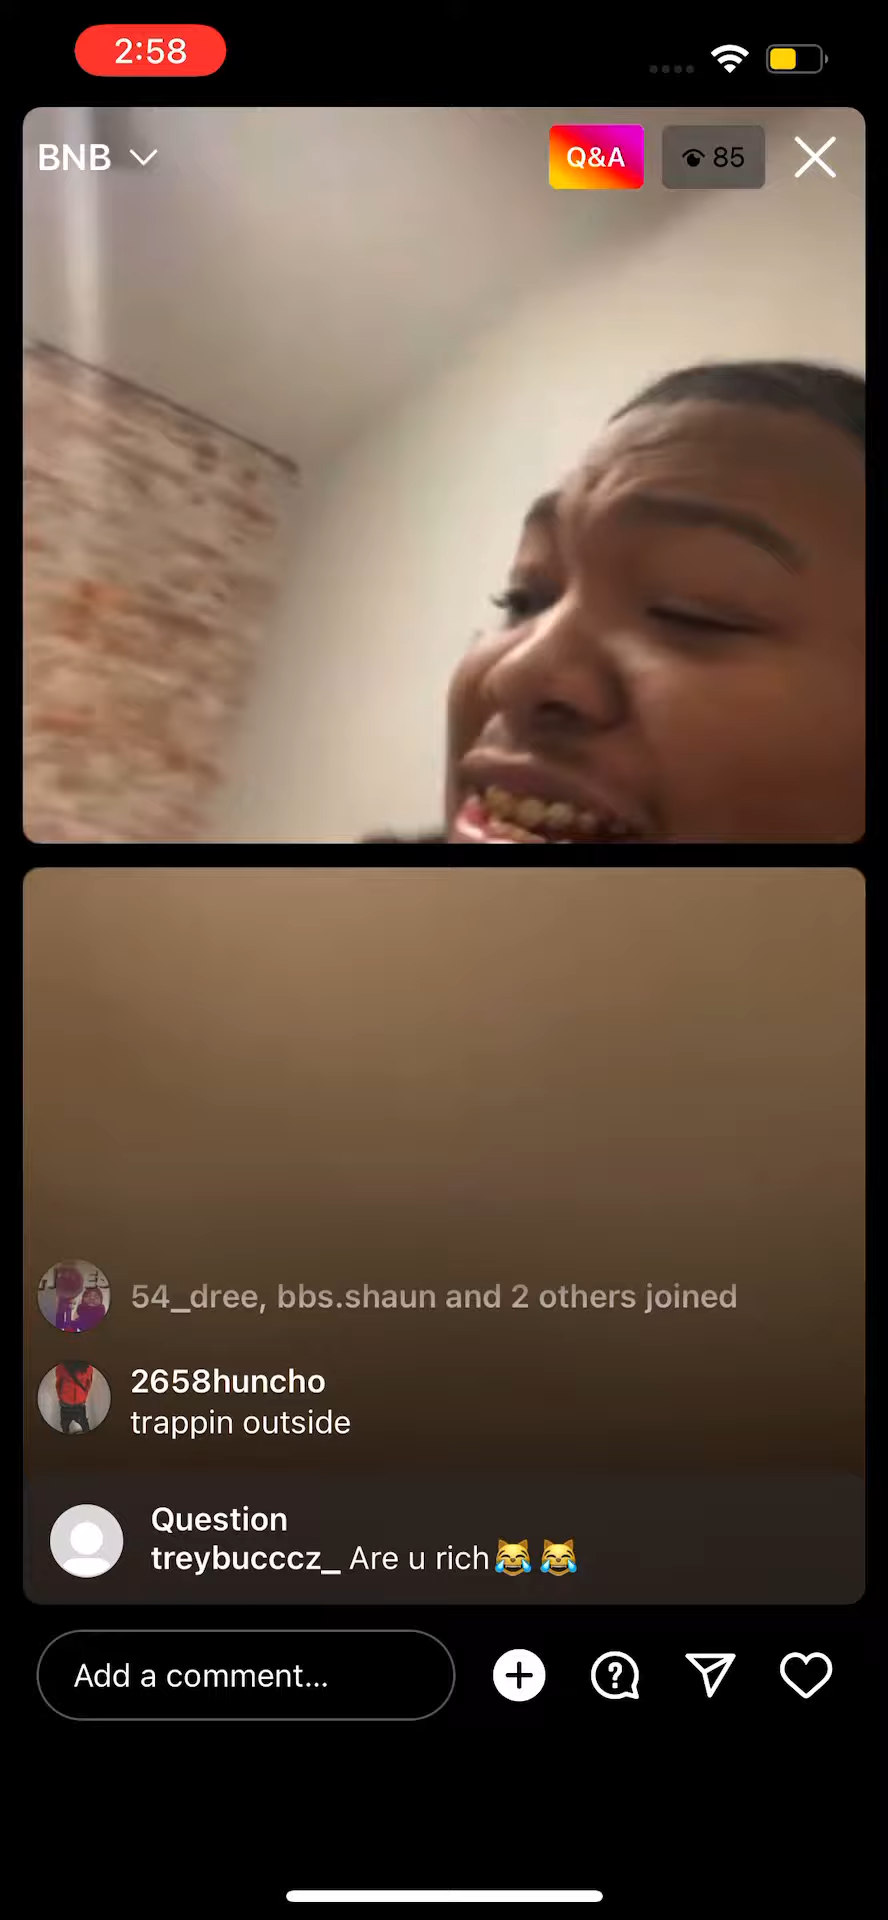 2:58
BNB
Q&A
85
54_dree, bbs.shaun and 2 others joined
2658huncho
trappin outside
Question
treybucccz_ Are u rich😹😹
Add a comment...